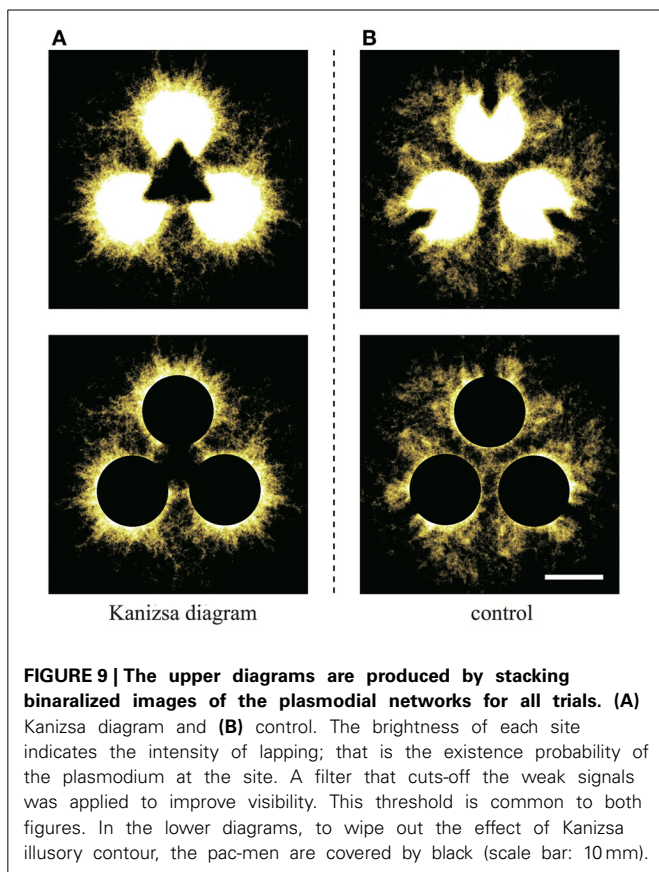 A
B
Kanizsa diagram
control
FIGURE 9 | The upper diagrams are produced by stacking
binaralized images of the plasmodial networks for all trials. (A)
Kanizsa diagram and (B) control. The brightness of each site
indicates the intensity of lapping; that is the existence probability of
the plasmodium at the site. A filter that cuts-off the weak signals
was applied to improve visibility. This threshold is common to both
figures. In the lower diagrams, to wipe out the effect of Kanizsa
illusory contour, the pac-men are covered by black (scale bar: 10 mm).